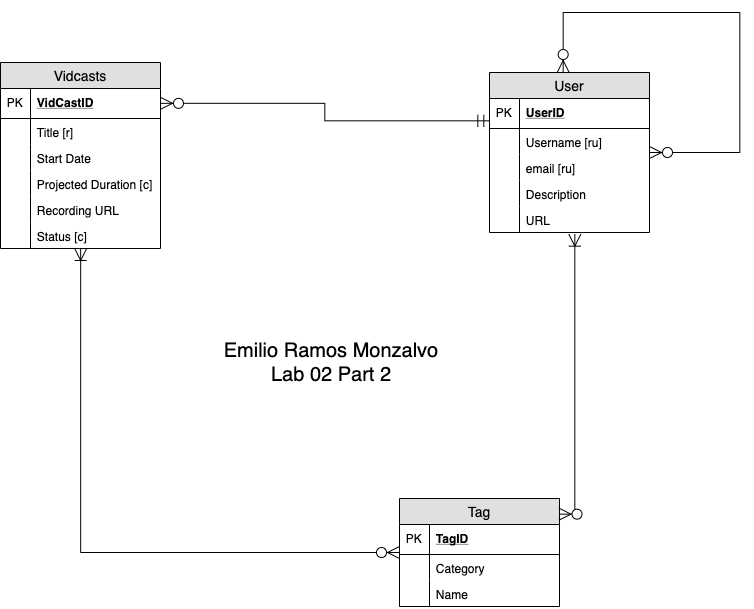 Vidcasts
PK VidCastID
Title [r]
Start Date
Projected Duration [c]
Recording URL
Status [c]
User
PK UserID
Username [ru]
email [ru]
Description
URL
Emilio Ramos Monzalvo
Lab 02 Part 2
Tag
PK TagID
Category
Name